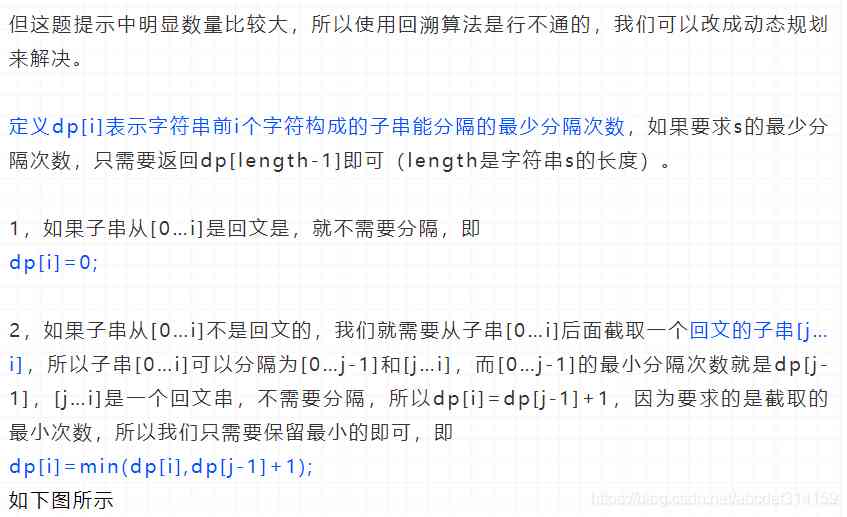 但这题提示中明显数量比较大，所以使用回溯算法是行不通的，我们可以改成动态规划
来解决。
定义dp[i]表示字符串前i个字符构成的子串能分隔的最少分隔次数，如果要求s的最少分
隔次数，只需要返回dp[length-1]即可（length是字符串s的长度）。
1，如果子串从[0…i]是回文是，就不需要分隔，即
dp[i]=0;
2，如果子串从[0…i]不是回文的，我们就需要从子串[0…i]后面截取一个回文的子串[j…
i]，所以子串[0…i]可以分隔为[0…j-1]和[j…i]，而[0…j-1]的最小分隔次数就是dp[j-
1]，[j…i]是一个回文串，不需要分隔，所以dp[i]=dp[j-1]+1，因为要求的是截取的
最小次数，所以我们只需要保留最小的即可，即
dp[i]=min(dp[i],dp[j-1]+1);
如下图所示
https://blog.csdn.net/abcdef314159